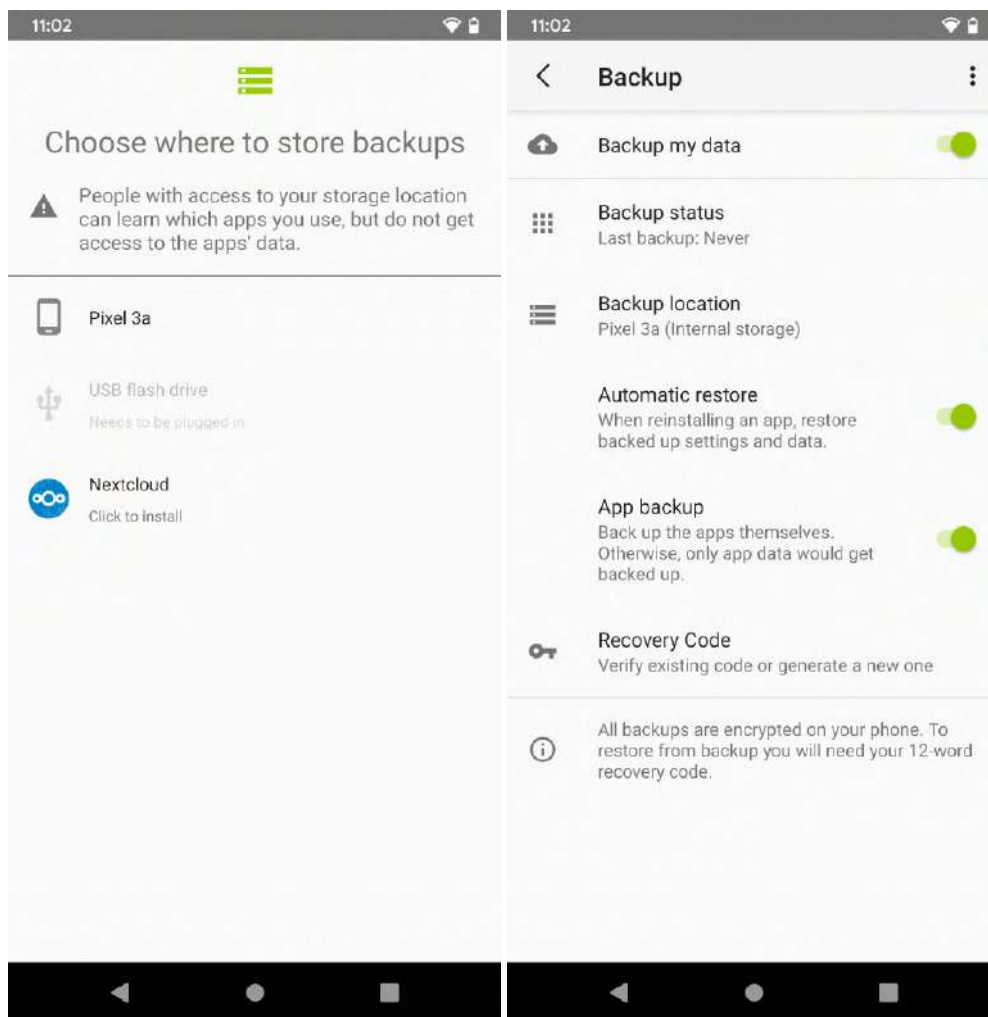 11:02
Choose where to store backups
People with access to your storage location
can learn which apps you use, but do not get
access to the apps' data.
Pixel 3a
USB flash drive
Needs to be plugged in
Nextcloud
Click to install
11:02
Backup
Backup my data
Backup status
Last backup: Never
Backup location
Pixel 3a (Internal storage)
Automatic restore
When reinstalling an app, restore
backed up settings and data.
App backup
Back up the apps themselves.
Otherwise, only app data would get
backed up.
Recovery Code
Verify existing code or generate a new one
All backups are encrypted on your phone. To
restore from backup you will need your 12-word
recovery code.